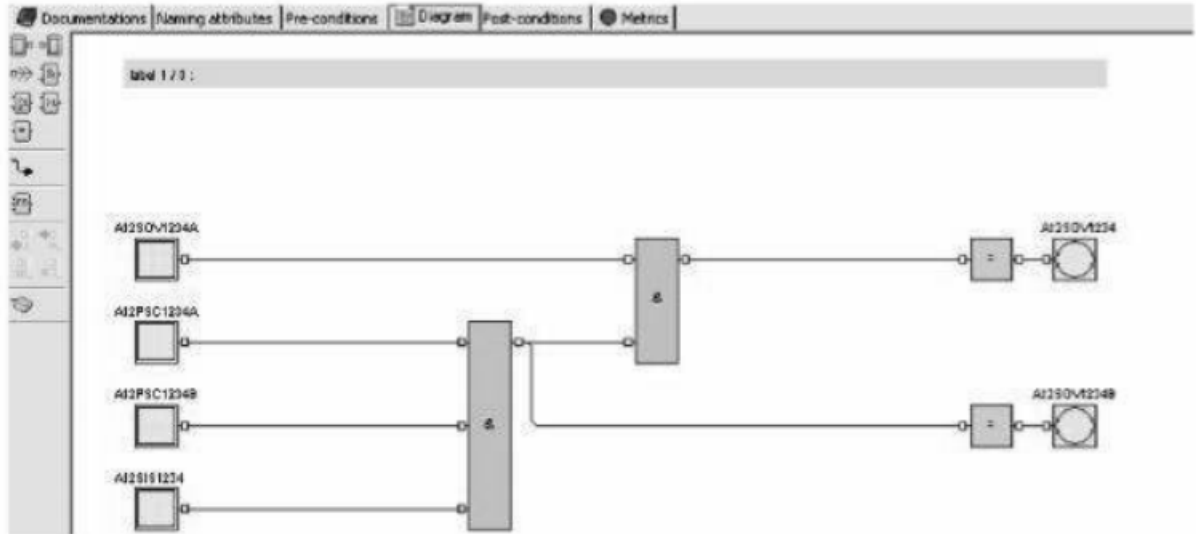 Documentations Naming attributes Pre-conditions Diagram Post-conditions Metrics
label 1 / 3 :
AI2SOV1234A
AI2SOV1234
&
=
AI2PSC1234A
AI2PSC1234B
AI2SOV1234B
&
=
AI2SIS1234